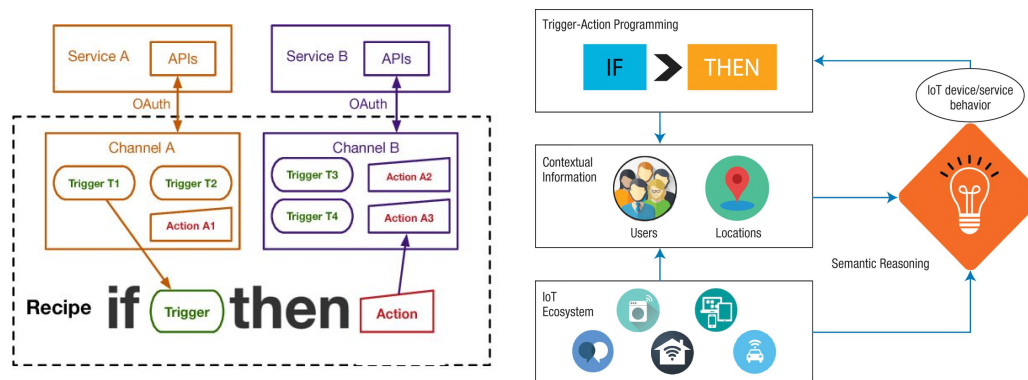 Service A
APIs
Service B
APIs
OAuth
OAuth
Channel A
Trigger T1
Trigger T2
Action A1
Channel B
Trigger T3
Action A2
Trigger T4
Action A3
Recipe if Trigger then Action
Trigger-Action Programming
IF
THEN
IoT device/service
behavior
Contextual
Information
Users
Locations
Semantic Reasoning
IoT
Ecosystem